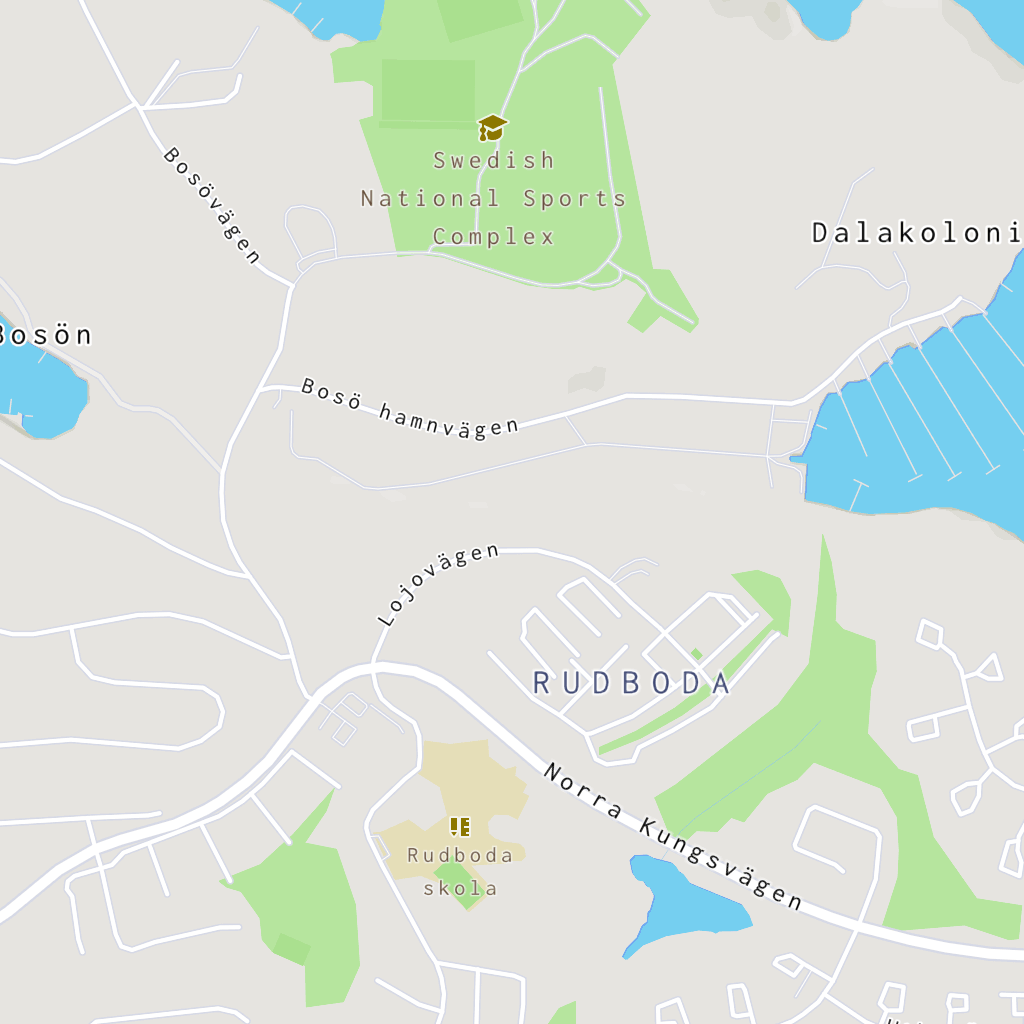 Swedish
National Sports
Complex
Bosövägen
Dalakoloni
Bosön
Bosö hamnvägen
Lojovägen
RUDBODA
Norra Kungsvägen
Rudboda
skola